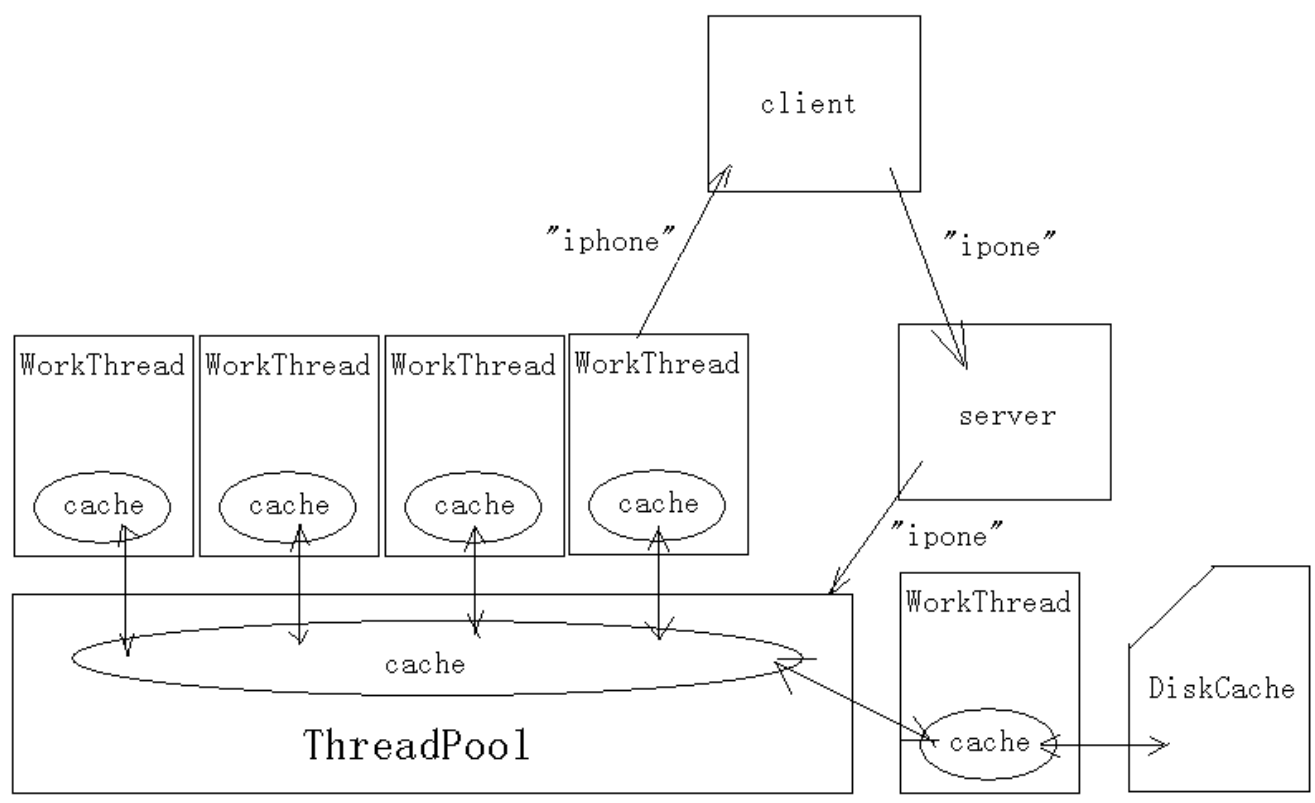 client
"iphone"
"ipone"
WorkThread
WorkThread
WorkThread
WorkThread
server
cache
cache
cache
cache
"ipone"
WorkThread
cache
DiskCache
ThreadPool
cache